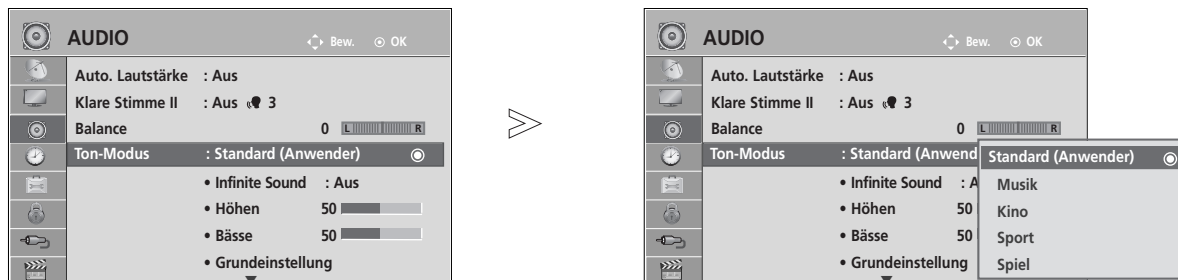 AUDIO
Bew. OK
Auto. Lautstärke : Aus
Klare Stimme II : Aus 3
Balance 0 L R
Ton-Modus : Standard (Anwender)
• Infinite Sound : Aus
• Höhen 50
• Bässe 50
• Grundeinstellung
AUDIO
Bew. OK
Auto. Lautstärke : Aus
Klare Stimme II : Aus 3
Balance 0 L R
Ton-Modus : Standard (Anwend
• Infinite Sound : A
• Höhen 50
• Bässe 50
• Grundeinstellung
Standard (Anwender)
Musik
Kino
Sport
Spiel